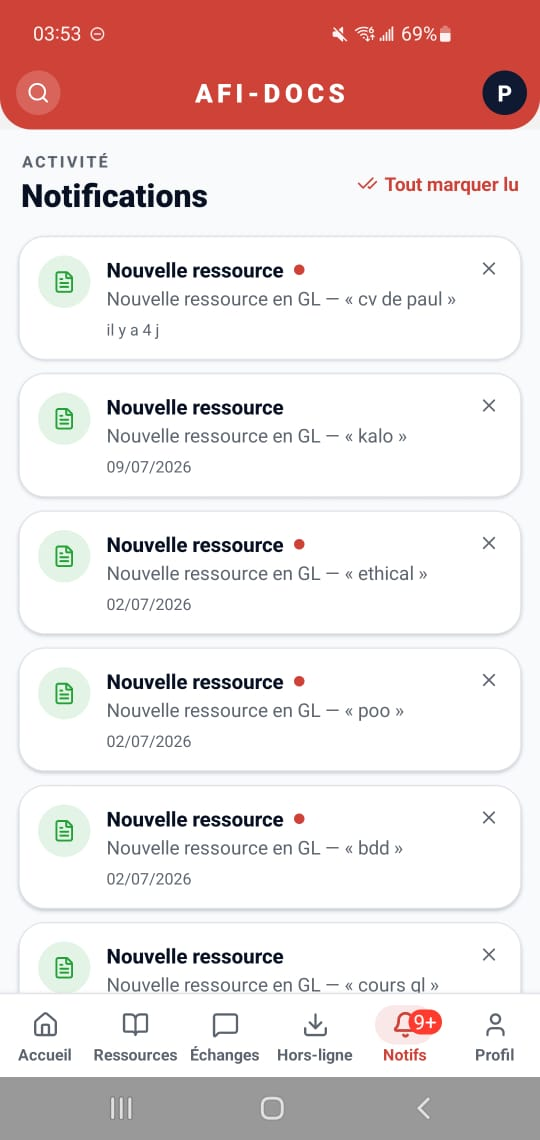 03:53 69%
AFI-DOCS P
ACTIVITÉ
Notifications
Tout marquer lu
Nouvelle ressource
Nouvelle ressource en GL — « cv de paul »
il y a 4 j
Nouvelle ressource
Nouvelle ressource en GL — « kalo »
09/07/2026
Nouvelle ressource
Nouvelle ressource en GL — « ethical »
02/07/2026
Nouvelle ressource
Nouvelle ressource en GL — « poo »
02/07/2026
Nouvelle ressource
Nouvelle ressource en GL — « bdd »
02/07/2026
Nouvelle ressource
Nouvelle ressource en GL — « cours gl »
9+
Accueil Ressources Échanges Hors-ligne Notifs Profil